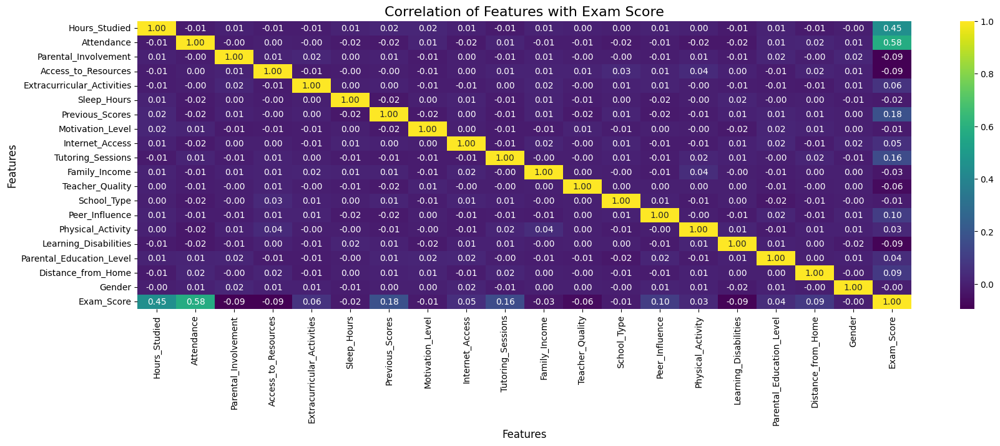 Correlation of Features with Exam Score
Hours_Studied 1.00 -0.01 0.01 -0.01 -0.01 0.01 0.02 0.02 0.01 -0.01 0.01 0.00 0.00 0.01 0.00 -0.01 0.01 -0.01 -0.00 0.45
Attendance -0.01 1.00 -0.00 0.00 -0.00 -0.02 -0.02 0.01 -0.02 0.01 -0.01 -0.01 -0.02 -0.01 -0.02 -0.02 0.01 0.02 0.01 0.58
Parental_Involvement 0.01 -0.00 1.00 0.01 0.02 0.00 0.01 -0.01 0.00 -0.01 0.01 -0.00 -0.00 -0.01 0.01 -0.01 0.02 -0.00 0.02 -0.09
Access_to_Resources -0.01 0.00 0.01 1.00 -0.01 -0.00 -0.00 -0.01 0.00 0.01 0.01 0.01 0.03 0.01 0.04 0.00 -0.01 0.02 0.01 -0.09
Extracurricular_Activities -0.01 -0.00 0.02 -0.01 1.00 0.00 0.00 -0.01 -0.01 0.00 0.02 -0.00 0.01 0.01 -0.00 -0.01 -0.01 -0.01 0.01 0.06
Sleep_Hours 0.01 -0.02 0.00 -0.00 0.00 1.00 -0.02 0.00 0.01 -0.01 0.01 -0.01 0.00 -0.02 -0.00 0.02 -0.00 0.00 -0.01 -0.02
Previous_Scores 0.02 -0.02 0.01 -0.00 0.00 -0.02 1.00 -0.02 0.00 -0.01 0.01 -0.02 0.01 -0.02 -0.01 0.01 0.01 0.01 0.00 0.18
Motivation_Level 0.02 0.01 -0.01 -0.01 -0.01 0.00 -0.02 1.00 0.00 -0.01 -0.01 0.01 -0.01 0.00 -0.00 -0.02 0.02 0.01 0.00 -0.01
Internet_Access 0.01 -0.02 0.00 0.00 -0.01 0.01 0.00 0.00 1.00 -0.01 0.02 -0.00 0.01 0.01 -0.01 0.01 0.02 -0.01 0.02 0.05
Tutoring_Sessions -0.01 0.01 -0.01 0.01 0.00 -0.01 -0.01 -0.01 -0.01 1.00 -0.00 -0.00 0.01 -0.01 0.02 0.01 -0.00 0.02 -0.01 0.16
Family_Income 0.01 -0.01 0.01 0.01 0.02 0.01 0.01 -0.01 0.02 -0.00 1.00 0.00 -0.00 -0.01 0.04 -0.00 -0.01 0.00 0.00 -0.03
Teacher_Quality 0.00 -0.01 -0.00 0.01 -0.00 -0.01 -0.02 0.01 -0.00 -0.00 0.00 1.00 0.00 0.00 0.00 0.00 0.01 -0.00 0.00 -0.06
School_Type 0.00 -0.02 -0.00 0.03 0.01 0.00 0.01 -0.01 0.01 0.01 -0.00 0.00 1.00 0.01 -0.01 0.00 -0.02 -0.01 -0.00 -0.01
Peer_Influence 0.01 -0.01 -0.01 0.01 0.01 -0.02 -0.02 0.00 0.01 -0.01 -0.01 0.00 0.01 1.00 -0.00 -0.01 0.02 -0.01 0.01 0.10
Physical_Activity 0.00 -0.02 0.01 0.04 -0.00 -0.00 -0.01 -0.00 -0.01 0.02 0.04 0.00 -0.01 -0.00 1.00 0.01 -0.01 0.01 0.01 0.03
Learning_Disabilities -0.01 -0.02 -0.01 0.00 -0.01 0.02 0.01 -0.02 0.01 0.01 -0.00 0.00 0.00 -0.01 0.01 1.00 0.01 0.00 -0.02 -0.09
Parental_Education_Level 0.01 0.01 0.02 -0.01 -0.01 -0.00 0.01 0.02 0.02 -0.00 -0.01 0.01 -0.02 0.02 -0.01 0.01 1.00 0.00 0.01 0.04
Distance_from_Home -0.01 0.02 -0.00 0.02 -0.01 0.00 0.01 0.01 -0.01 0.02 0.00 -0.00 -0.01 -0.01 0.01 0.00 0.00 1.00 -0.00 0.09
Gender -0.00 0.01 0.02 0.01 0.01 -0.01 0.00 0.00 0.02 -0.01 0.00 0.00 -0.00 0.01 0.01 -0.02 0.01 -0.00 1.00 -0.00
Exam_Score 0.45 0.58 -0.09 -0.09 0.06 -0.02 0.18 -0.01 0.05 0.16 -0.03 -0.06 -0.01 0.10 0.03 -0.09 0.04 0.09 -0.00 1.00
Features
Hours_Studied
Attendance
Parental_Involvement
Access_to_Resources
Extracurricular_Activities
Sleep_Hours
Previous_Scores
Motivation_Level
Internet_Access
Tutoring_Sessions
Family_Income
Teacher_Quality
School_Type
Peer_Influence
Physical_Activity
Learning_Disabilities
Parental_Education_Level
Distance_from_Home
Gender
Exam_Score
Features
1.0
0.8
0.6
0.4
0.2
0.0